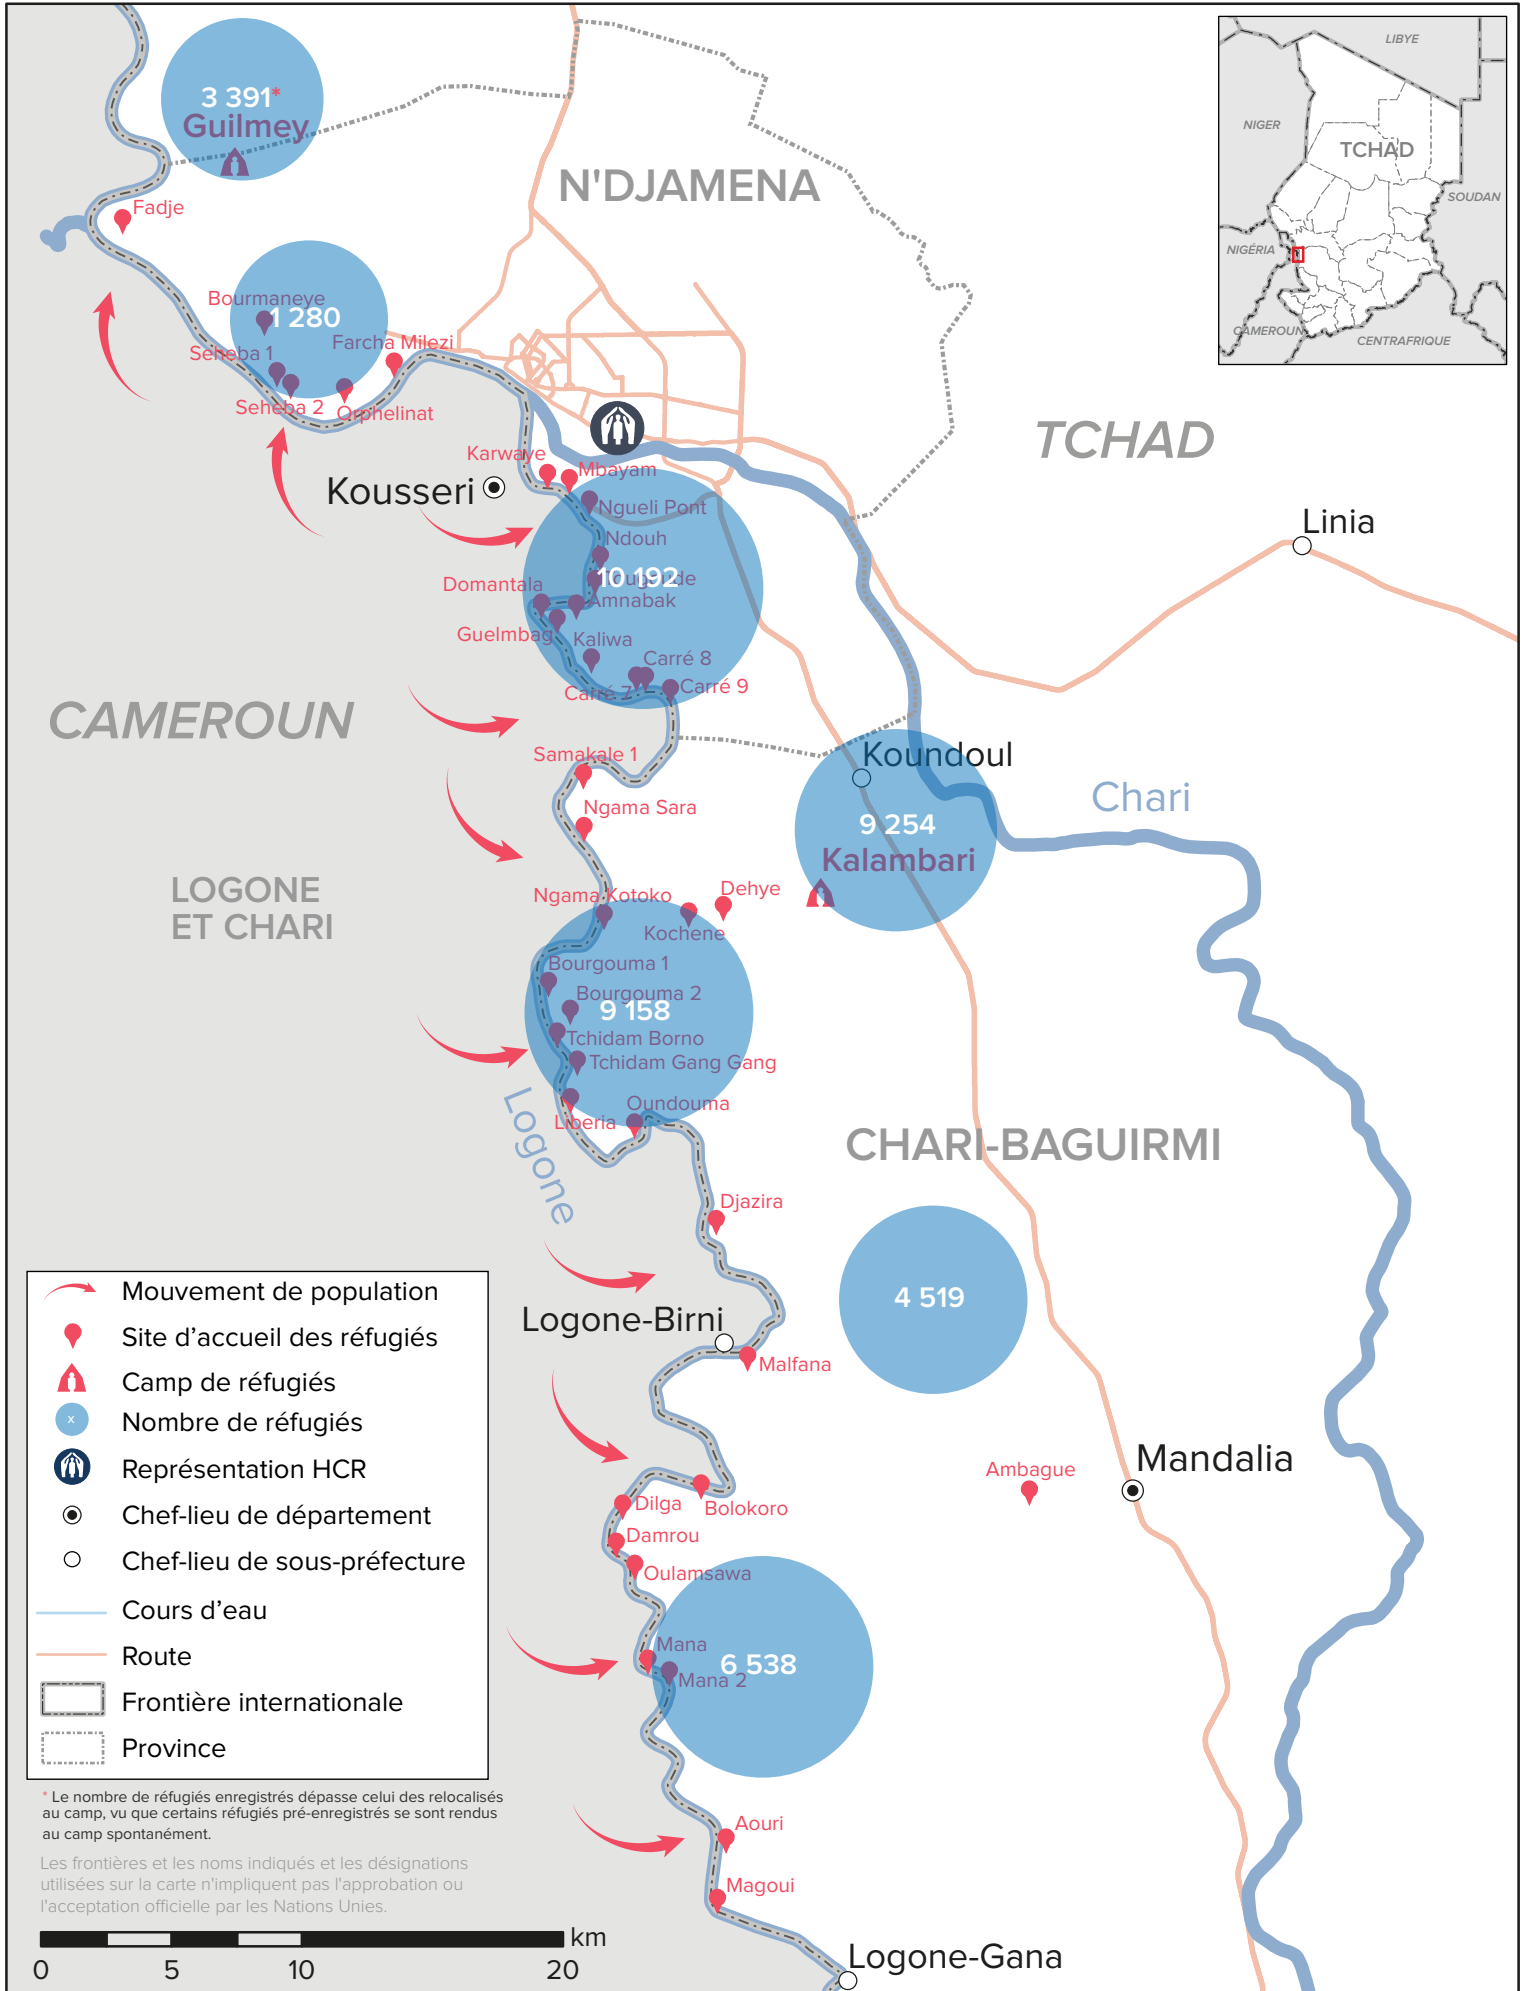 3 391*
Guilmey
Fadje
Bourmaneye
1 280
Seheba 1
Farcha Milezi
Seheba 2
Orphelinat
N'DJAMENA
LIBYE
NIGER
TCHAD
SOUDAN
NIGÉRIA
CAMEROUN
CENTRAFRIQUE
TCHAD
Linia
Karwaye
Mbayam
Kousseri
Ngueli Pont
Ndouh
10 192
Domantala
Amnabak
Guelmbag
Kaliwa
Carré 8
Carré 7
Carré 9
CAMEROUN
Samakale 1
Koundoul
Chari
Ngama Sara
9 254
Kalambari
LOGONE
ET CHARI
Ngama Kotoko
Dehye
Kochene
Bourgouma 1
Bourgouma 2
9 158
Tchidam Borno
Tchidam Gang Gang
Liberia
Oundouma
Logone
CHARI-BAGUIRMI
Djazira
4 519
Logone-Birni
Malfana
Ambague
Mandalia
Dilga
Bolokoro
Damrou
Oulamsawa
Mana
6 538
Mana 2
Aouri
Magoui
Logone-Gana
Mouvement de population
Site d'accueil des réfugiés
Camp de réfugiés
x
Nombre de réfugiés
Représentation HCR
Chef-lieu de département
Chef-lieu de sous-préfecture
Cours d'eau
Route
Frontière internationale
Province
* Le nombre de réfugiés enregistrés dépasse celui des relocalisés
au camp, vu que certains réfugiés pré-enregistrés se sont rendus
au camp spontanément.
Les frontières et les noms indiqués et les désignations
utilisées sur la carte n'impliquent pas l'approbation ou
l'acceptation officielle par les Nations Unies.
km
0 5 10 20